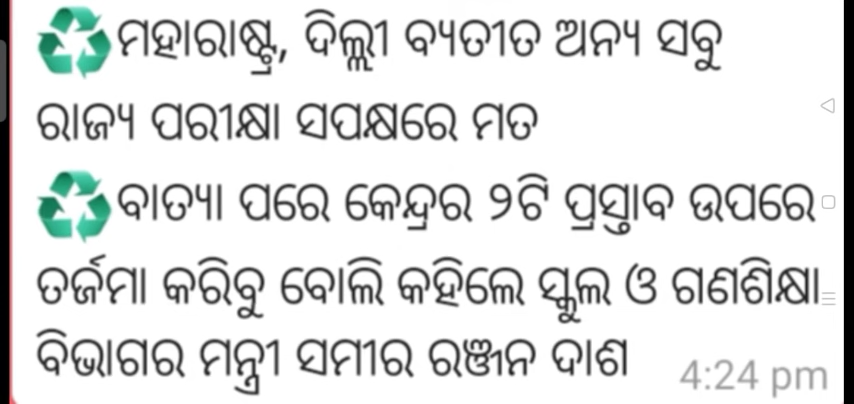 ♻️ମହାରାଷ୍ଟ୍ର, ଦିଲ୍ଲୀ ବ୍ୟତୀତ ଅନ୍ୟ ସବୁ
ରାଜ୍ୟ ପରୀକ୍ଷା ସପକ୍ଷରେ ମତ
♻️ବାତ୍ୟା ପରେ କେନ୍ଦ୍ରର ୨ଟି ପ୍ରସ୍ତାବ ଉପରେ
ତର୍ଜମା କରିବୁ ବୋଲି କହିଲେ ସ୍କୁଲ ଓ ଗଣଶିକ୍ଷା
ବିଭାଗର ମନ୍ତ୍ରୀ ସମୀର ରଞ୍ଜନ ଦାଶ
4:24 pm